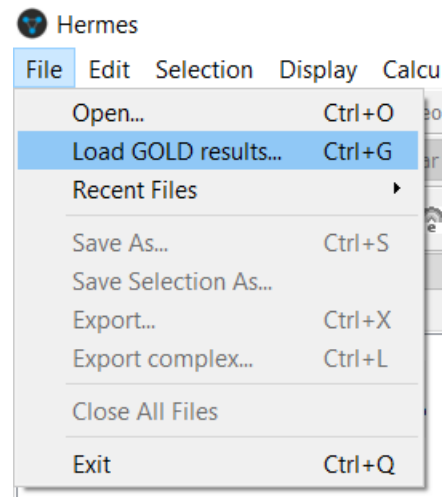 Hermes
File Edit Selection Display Calcu
Open... Ctrl+O
Load GOLD results... Ctrl+G
Recent Files
Save As... Ctrl+S
Save Selection As...
Export... Ctrl+X
Export complex... Ctrl+L
Close All Files
Exit Ctrl+Q